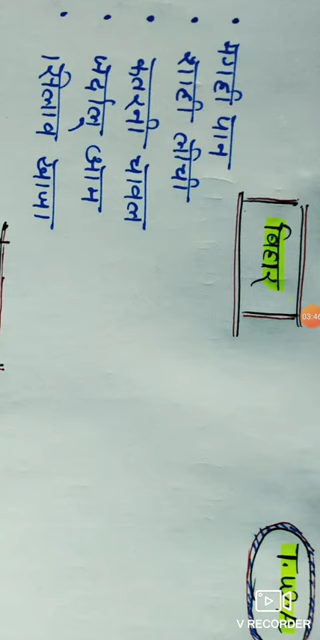 बिहार
• मगही पान
• शाही लीची
• कतरनी चावल
• जर्दालु आम
• सिलाव खाजा
03:46
V RECORDER